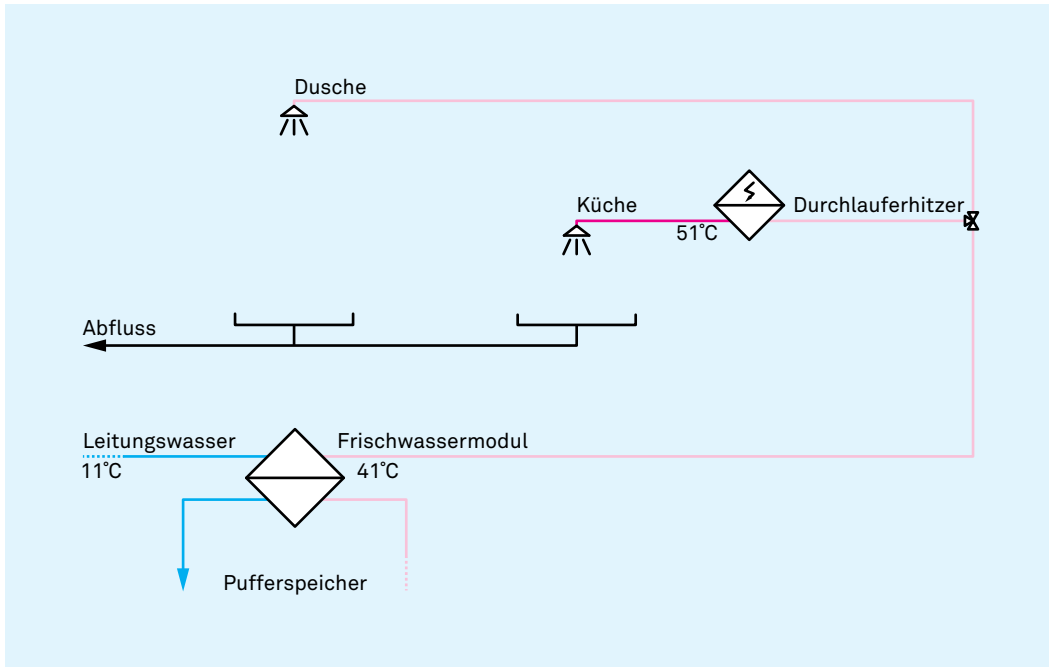 Dusche
Küche
Durchlauferhitzer
51°C
Abfluss
Leitungswasser
Frischwassermodul
11°C
41°C
Pufferspeicher